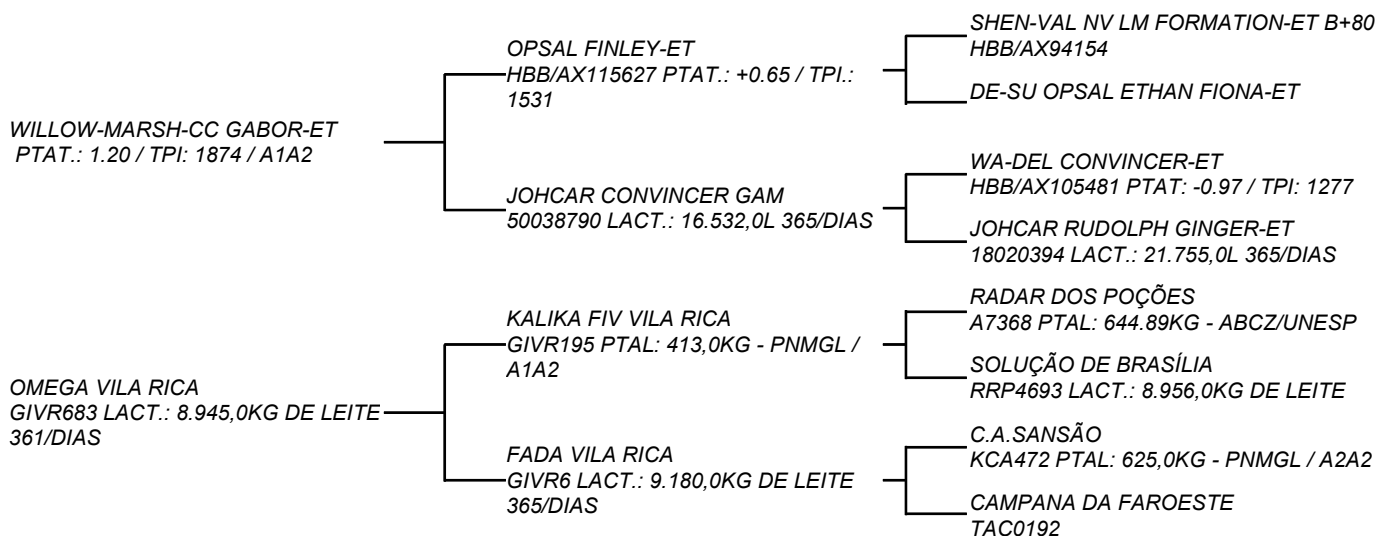 WILLOW-MARSH-CC GABOR-ET
PTAT.: 1.20 / TPI: 1874 / A1A2
OMEGA VILA RICA
GIVR683 LACT.: 8.945,0KG DE LEITE
361/DIAS
OPSAL FINLEY-ET
HBB/AX115627 PTAT.: +0.65 / TPI.:
1531
JOHCAR CONVINCER GAM
50038790 LACT.: 16.532,0L 365/DIAS
KALIKA FIV VILA RICA
GIVR195 PTAL: 413,0KG - PNMGL /
A1A2
FADA VILA RICA
GIVR6 LACT.: 9.180,0KG DE LEITE
365/DIAS
SHEN-VAL NV LM FORMATION-ET B+80
HBB/AX94154
DE-SU OPSAL ETHAN FIONA-ET
WA-DEL CONVINCER-ET
HBB/AX105481 PTAT: -0.97 / TPI: 1277
JOHCAR RUDOLPH GINGER-ET
18020394 LACT.: 21.755,0L 365/DIAS
RADAR DOS POÇÕES
A7368 PTAL: 644.89KG - ABCZ/UNESP
SOLUÇÃO DE BRASÍLIA
RRP4693 LACT.: 8.956,0KG DE LEITE
C.A.SANSÃO
KCA472 PTAL: 625,0KG - PNMGL / A2A2
CAMPANA DA FAROESTE
TAC0192